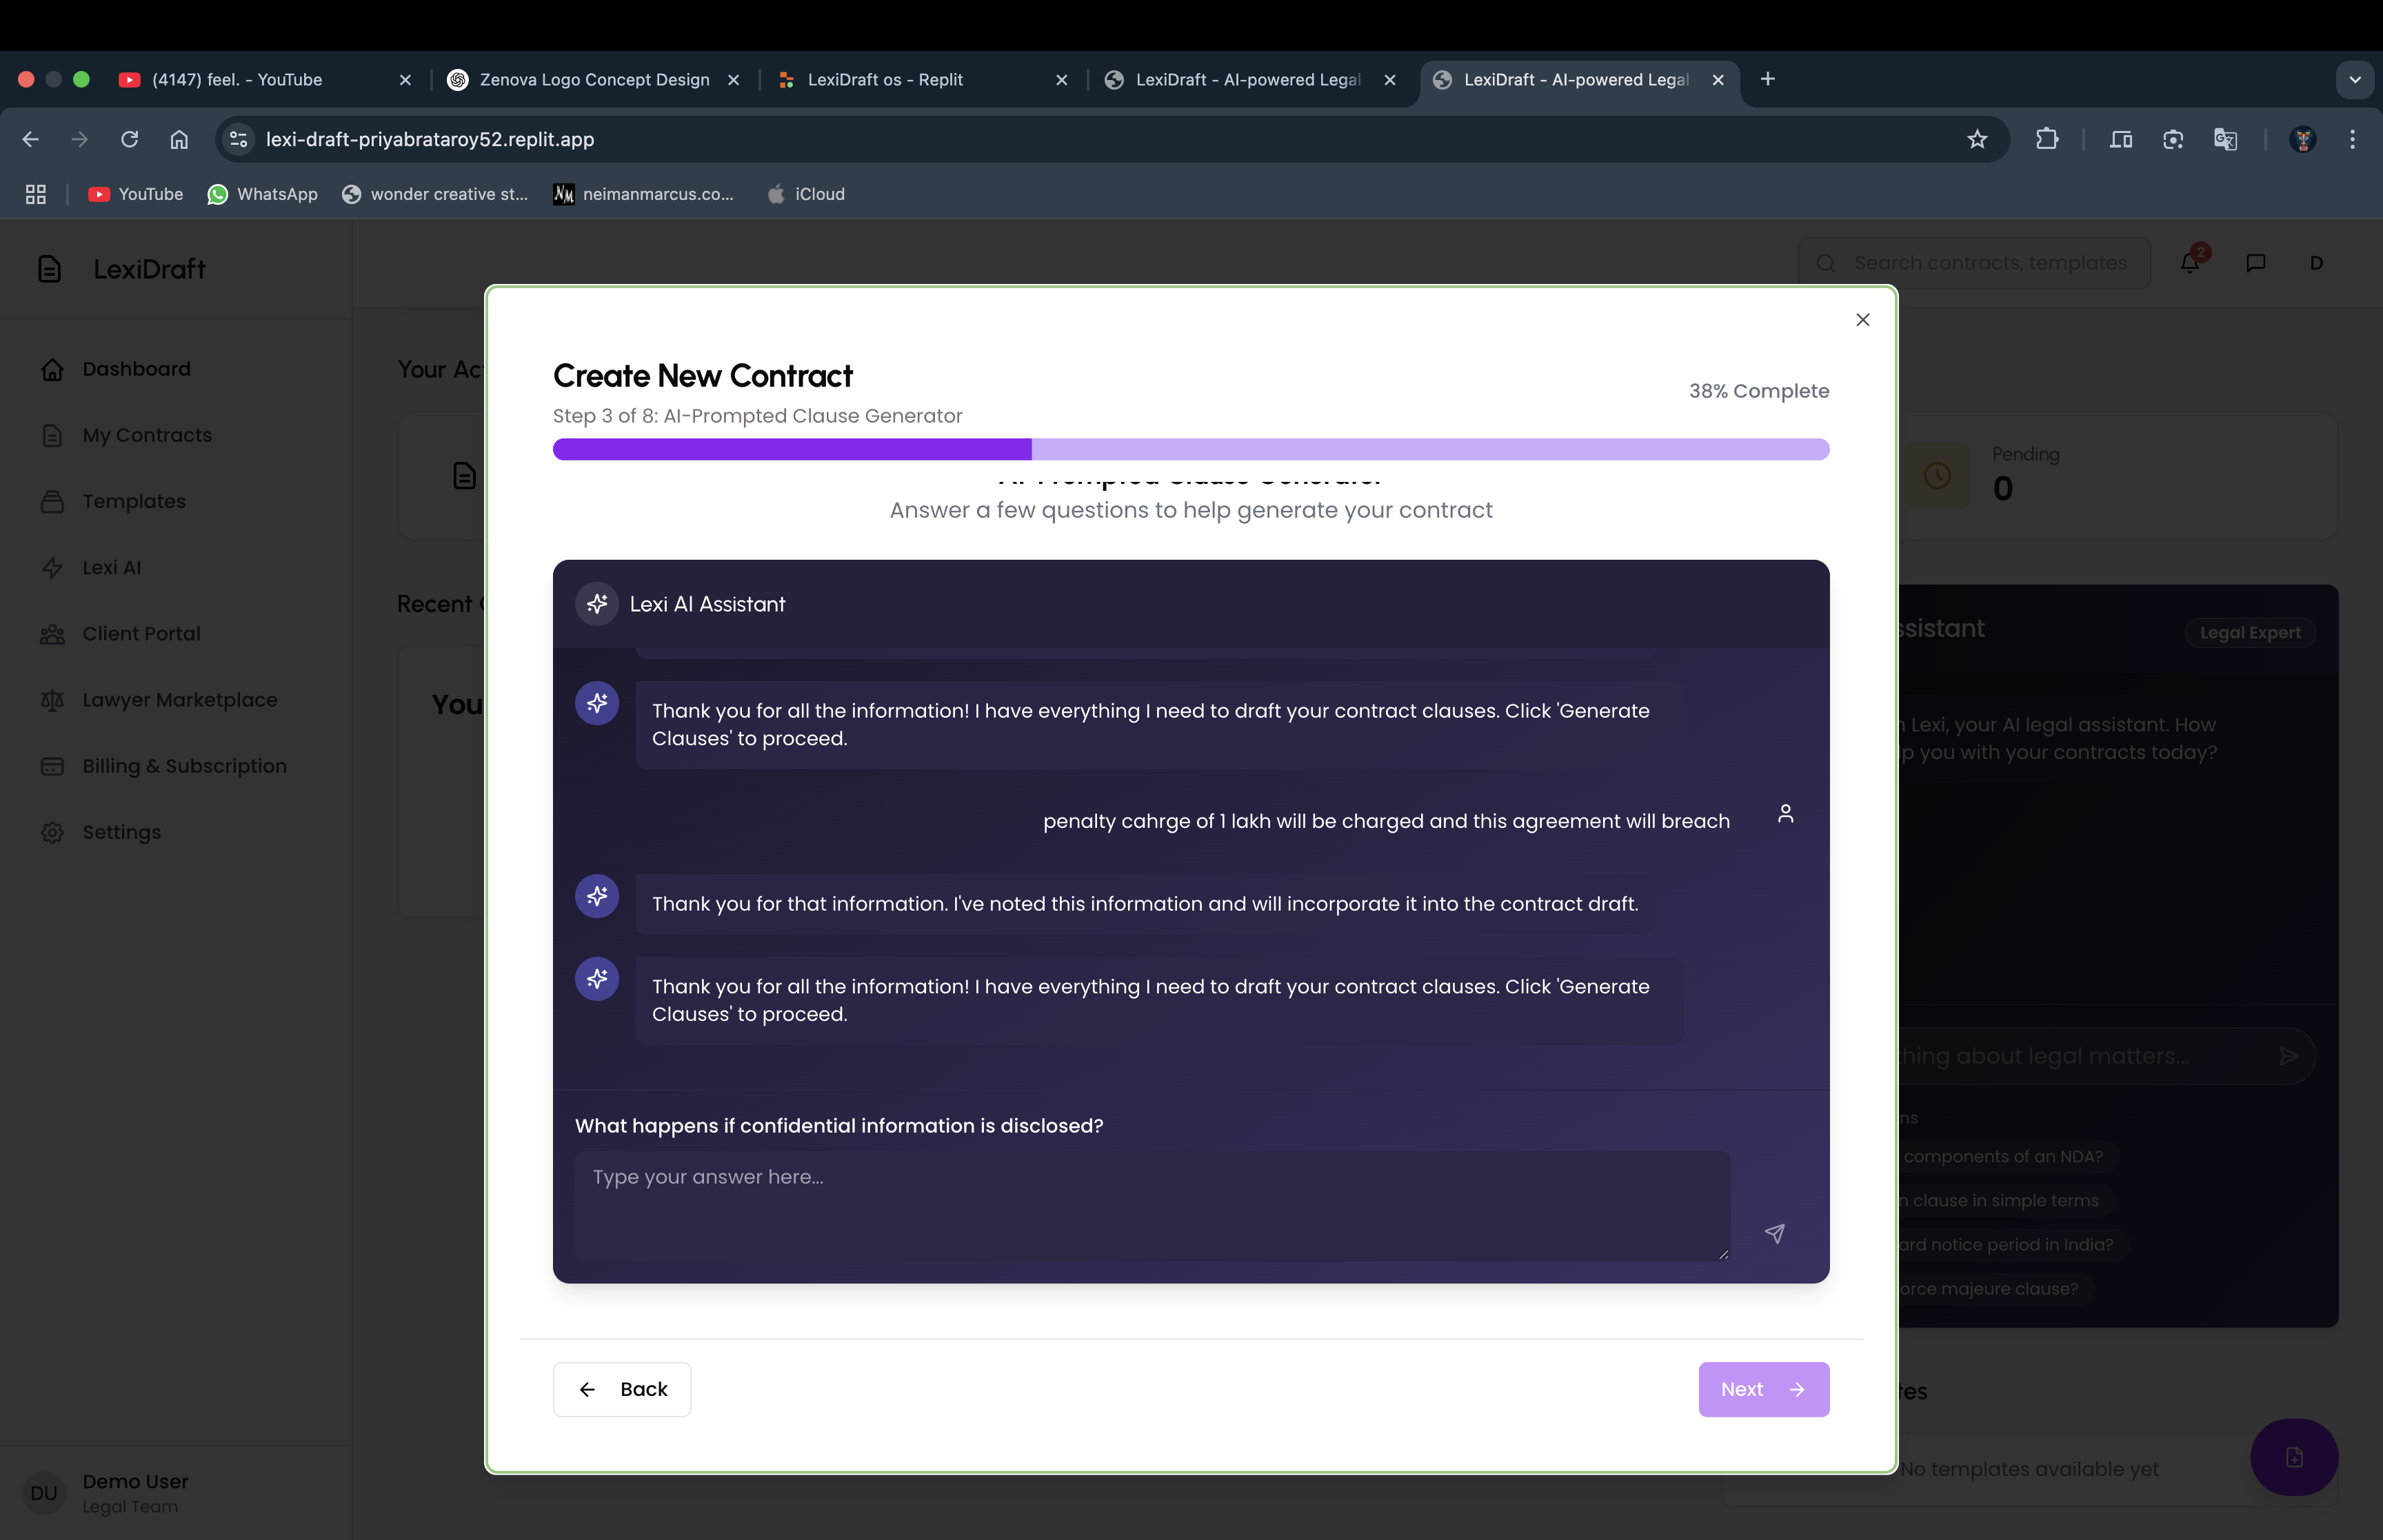 (4147) feel. - YouTube
Zenova Logo Concept Design
LexiDraft os - Replit
LexiDraft - AI-powered Legal
LexiDraft - AI-powered Legal
lexi-draft-priyabrataroy52.replit.app
YouTube
WhatsApp
wonder creative st...
NM
neimanmarcus.co...
iCloud
LexiDraft
Search contracts, templates
2
D
Dashboard
My Contracts
Templates
Lexi AI
Client Portal
Lawyer Marketplace
Billing & Subscription
Settings
Demo User
DU
Legal Team
Your Ac
Recent
You
Create New Contract
38% Complete
Step 3 of 8: AI-Prompted Clause Generator
AI-Prompted Clause Generator
Answer a few questions to help generate your contract
Lexi AI Assistant
Thank you for all the information! I have everything I need to draft your contract clauses. Click 'Generate
Clauses' to proceed.
penalty cahrge of 1 lakh will be charged and this agreement will breach
Thank you for that information. I've noted this information and will incorporate it into the contract draft.
Thank you for all the information! I have everything I need to draft your contract clauses. Click 'Generate
Clauses' to proceed.
What happens if confidential information is disclosed?
Type your answer here...
Back
Next
Pending
0
ssistant
Legal Expert
Lexi, your AI legal assistant. How
p you with your contracts today?
hing about legal matters...
ns
components of an NDA?
n clause in simple terms
ard notice period in India?
orce majeure clause?
tes
No templates available yet